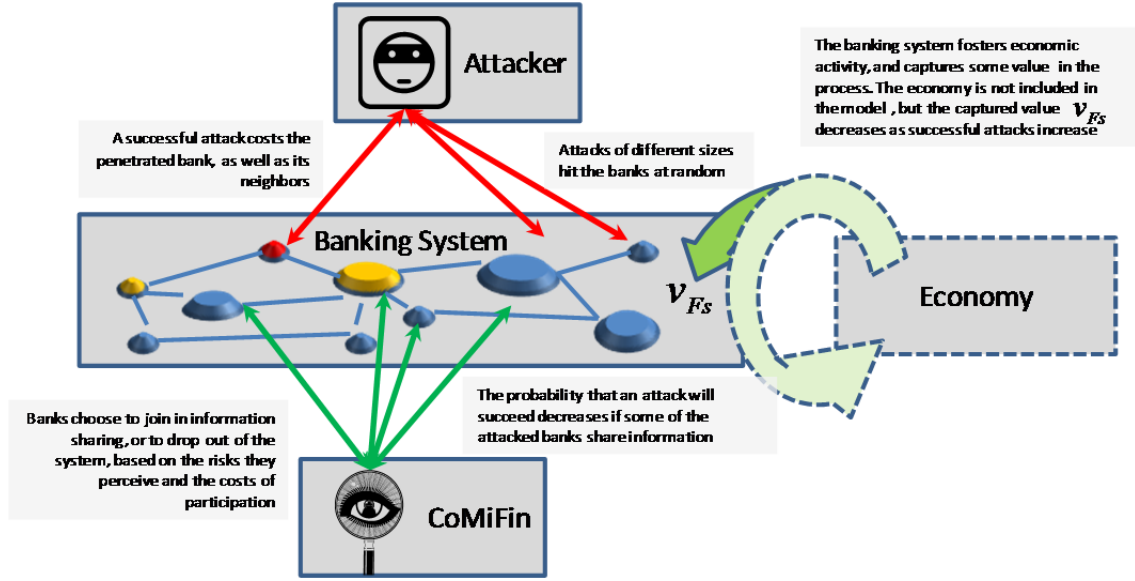 Attacker
The banking system fosters economic
activity, and captures some value in the
process. The economy is not included in
the model , but the captured value v_Fs
decreases as successful attacks increase
A successful attack costs the
penetrated bank, as well as its
neighbors
Attacks of different sizes
hit the banks at random
Banking System
v_Fs
Economy
Banks choose to join in information
sharing, or to drop out of the
system, based on the risks they
perceive and the costs of
participation
The probability that an attack will
succeed decreases if some of the
attacked banks share information
CoMiFin